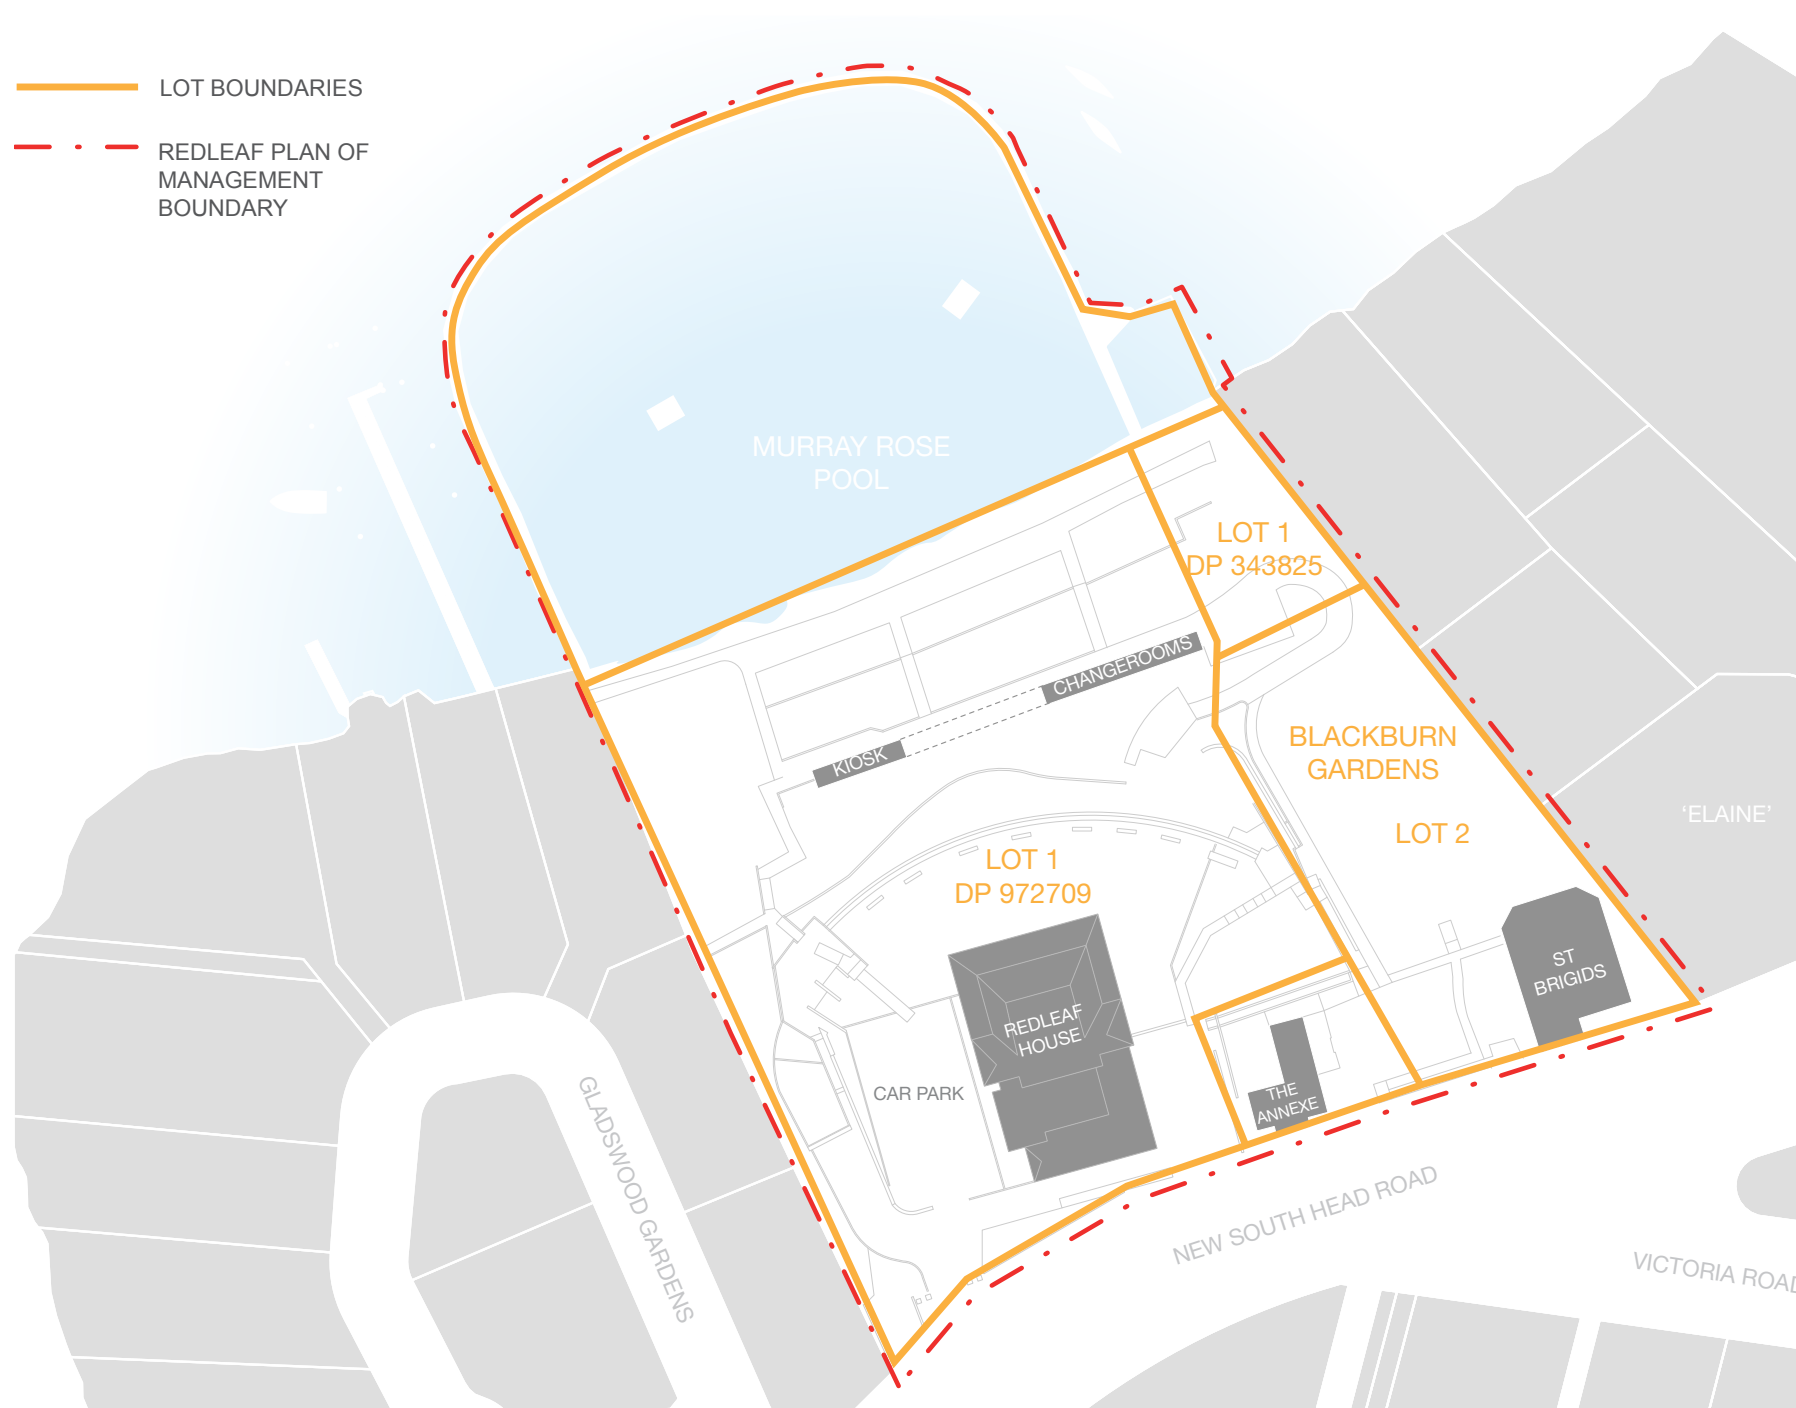 LOT BOUNDARIES
REDLEAF PLAN OF
MANAGEMENT
BOUNDARY
MURRAY ROSE
POOL
LOT 1
DP 343825
CHANGEROOMS
KIOSK
BLACKBURN
GARDENS
LOT 2
'ELAINE'
LOT 1
DP 972709
ST
BRIGIDS
REDLEAF
HOUSE
CAR PARK
THE
ANNEXE
GLADSWOOD GARDENS
NEW SOUTH HEAD ROAD
VICTORIA ROAD